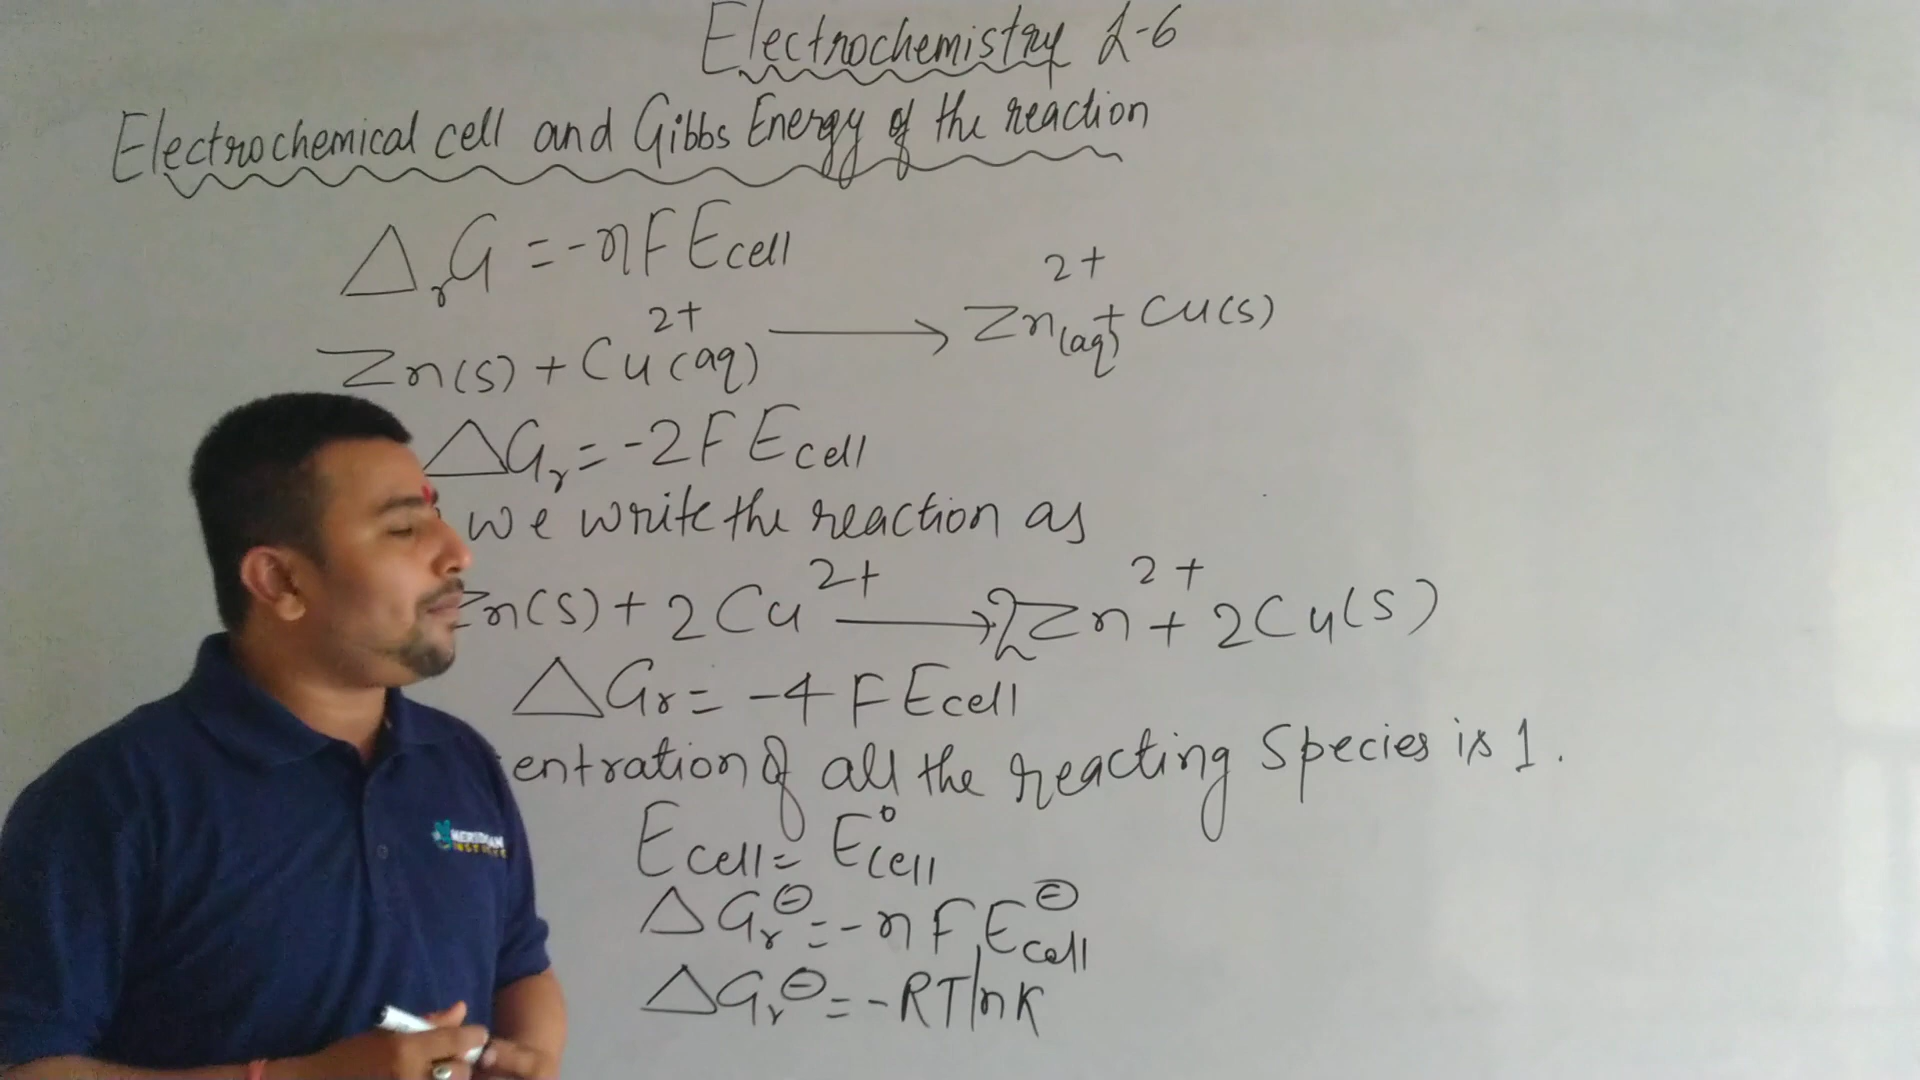 Electrochemistry L-6
Electrochemical cell and Gibbs Energy of the reaction
ΔrG = -nFEcell
Zn(s) + Cu²⁺(aq) ⟶ Zn²⁺(aq) + Cu(s)
ΔGr = -2FEcell
we write the reaction as
Zn(s) + 2Cu²⁺ ⟶ 2Zn²⁺ + 2Cu(s)
ΔGr = -4FEcell
entration of all the reacting Species is 1.
Ecell = E°cell
ΔGr⊖ = -nFE⊖cell
ΔGr⊖ = -RTlnK
MERIDIAN